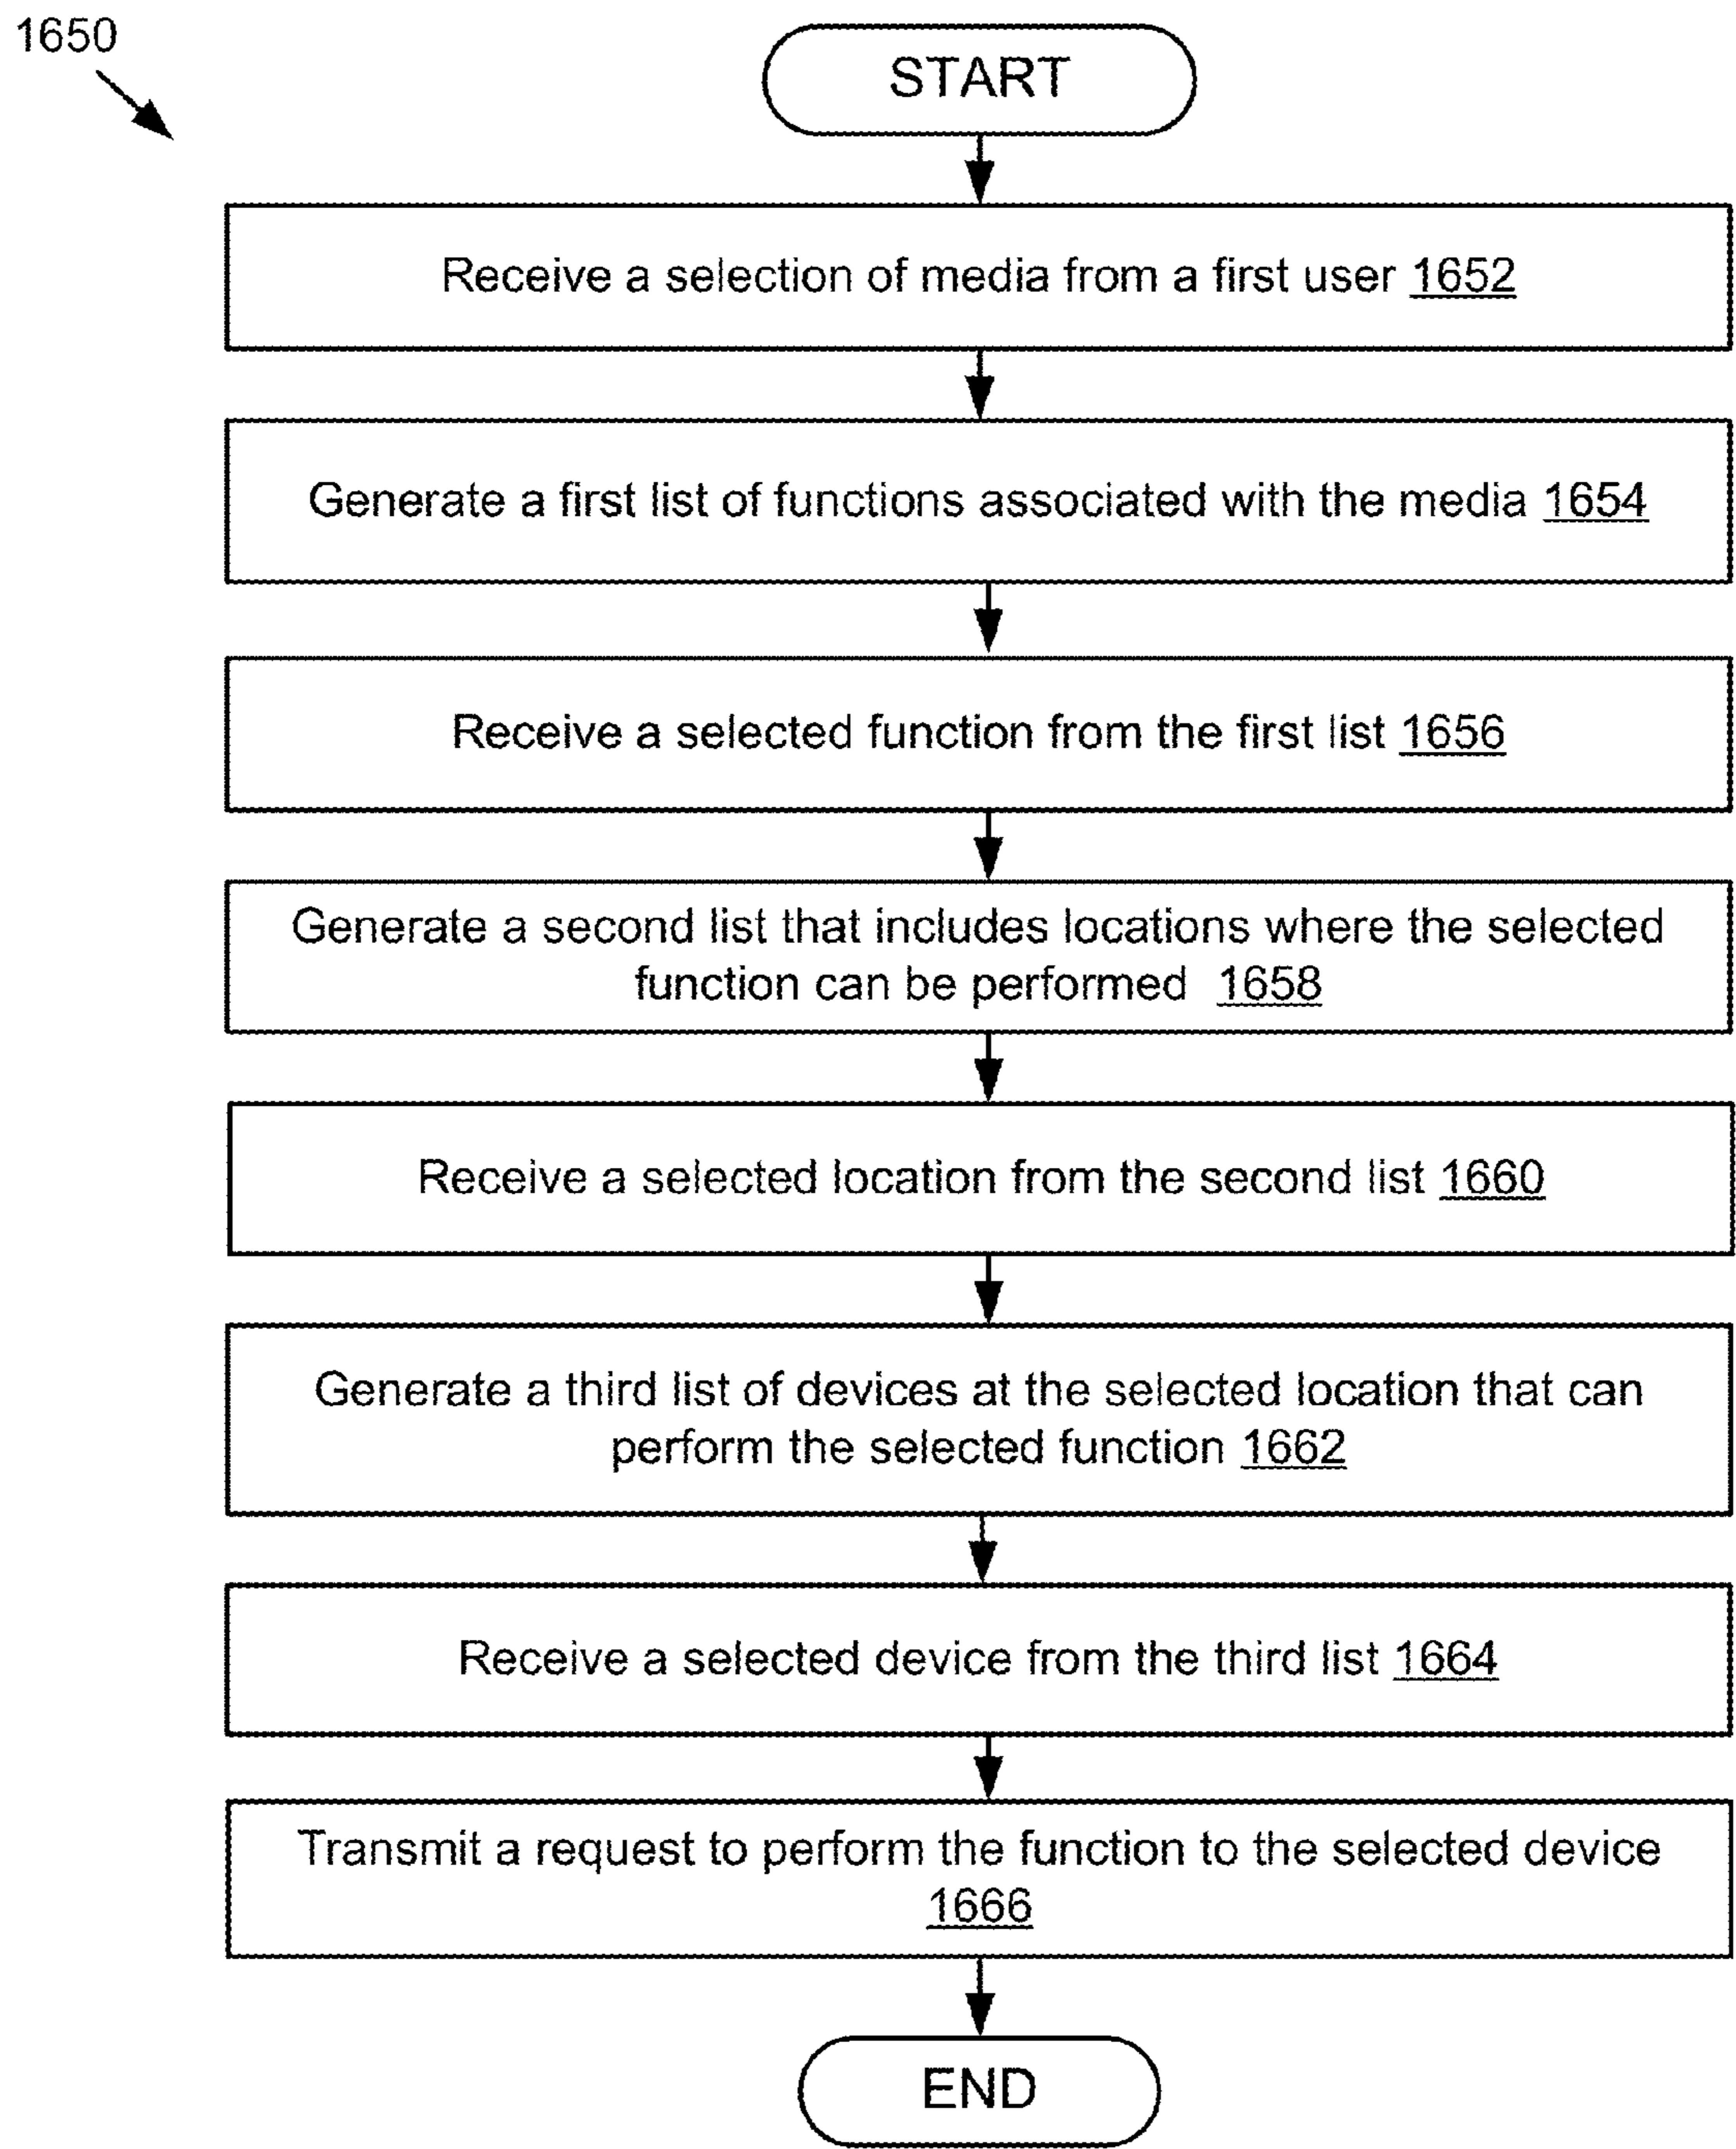 1650
START
Receive a selection of media from a first user 1652
Generate a first list of functions associated with the media 1654
Receive a selected function from the first list 1656
Generate a second list that includes locations where the selected
function can be performed 1658
Receive a selected location from the second list 1660
Generate a third list of devices at the selected location that can
perform the selected function 1662
Receive a selected device from the third list 1664
Transmit a request to perform the function to the selected device
1666
END